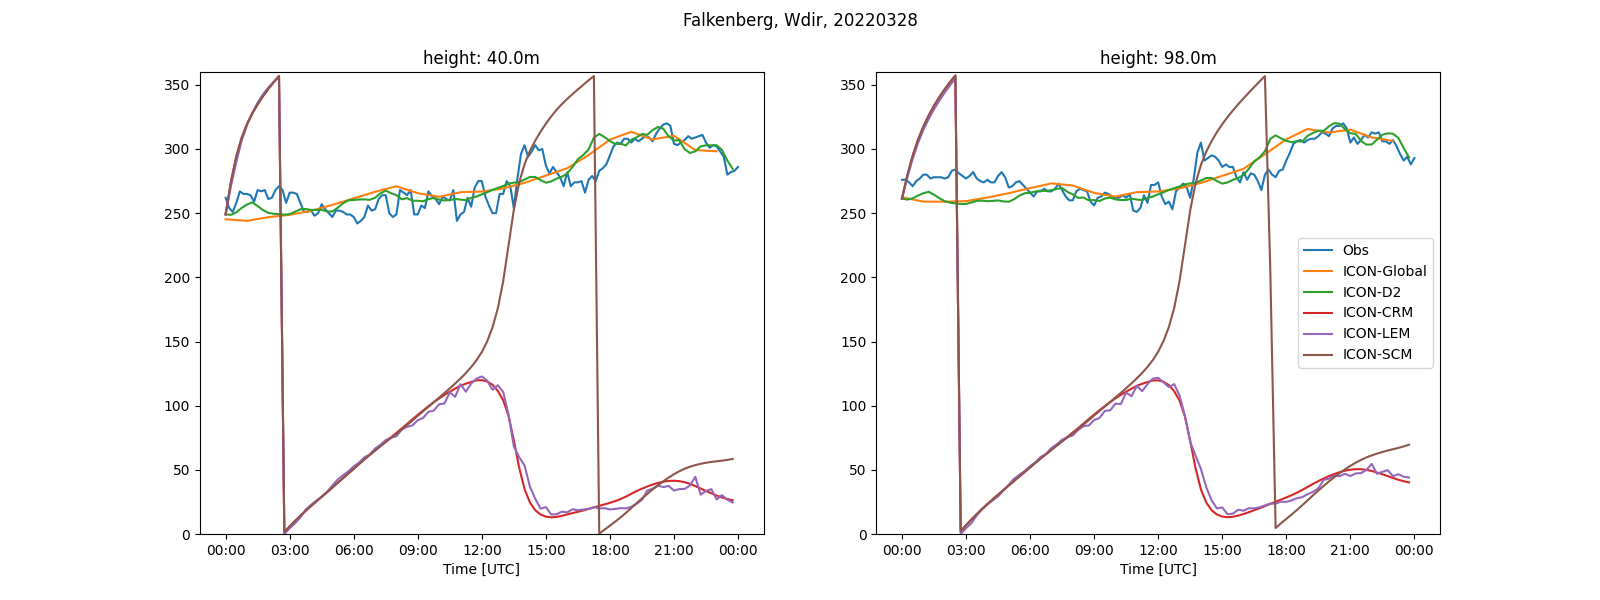 Falkenberg, Wdir, 20220328
height: 40.0m
350
300
250
200
150
100
50
0
00:00 03:00 06:00 09:00 12:00 15:00 18:00 21:00 00:00
Time [UTC]
height: 98.0m
350
300
250
200
150
100
50
0
00:00 03:00 06:00 09:00 12:00 15:00 18:00 21:00 00:00
Time [UTC]
Obs
ICON-Global
ICON-D2
ICON-CRM
ICON-LEM
ICON-SCM